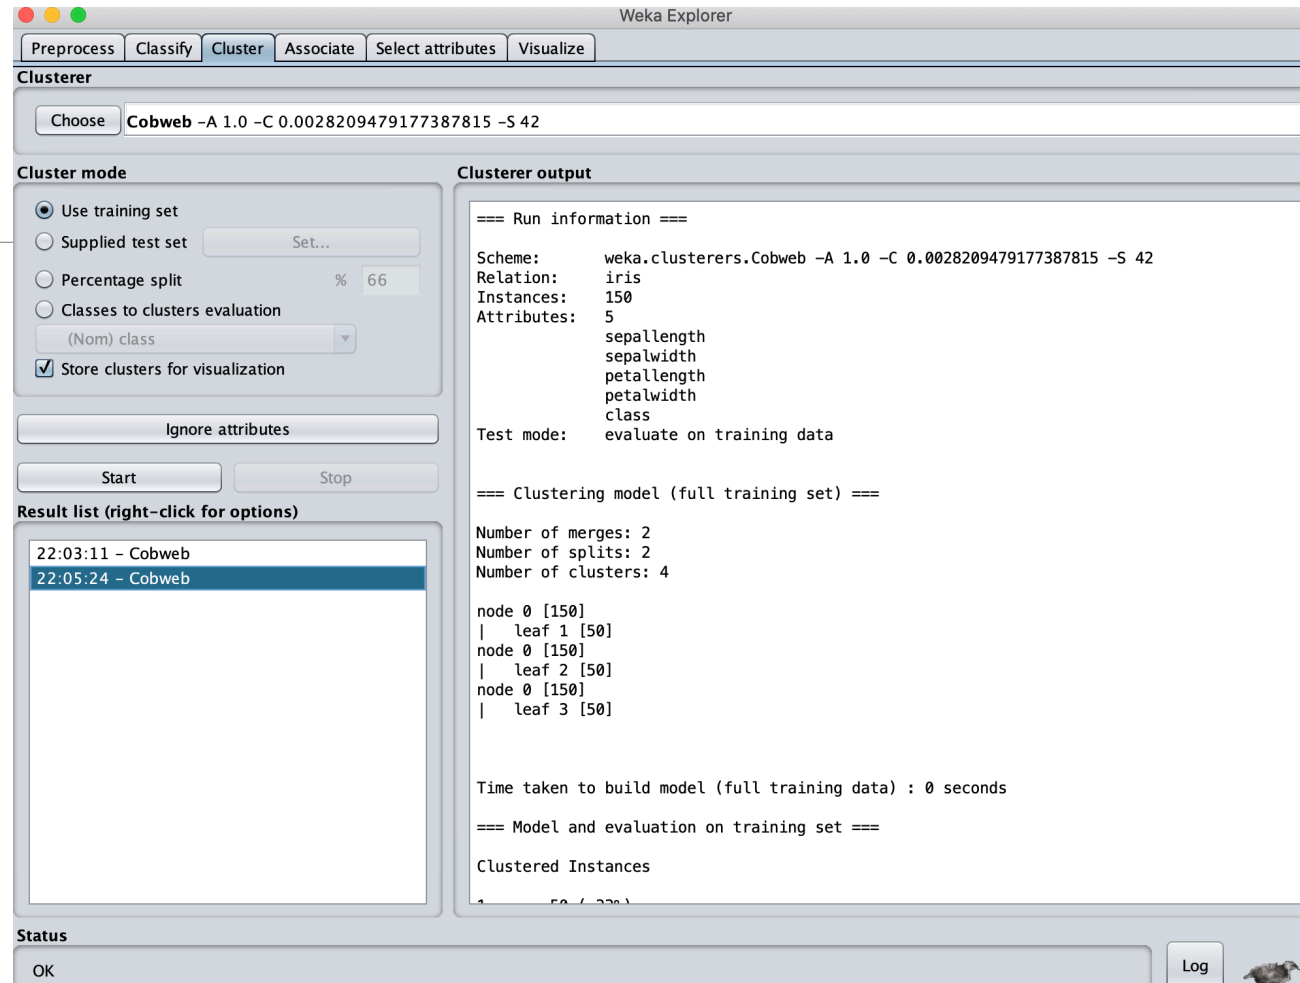 Weka Explorer
Preprocess Classify Cluster Associate Select attributes Visualize
Clusterer
Choose Cobweb -A 1.0 -C 0.0028209479177387815 -S 42
Cluster mode
Use training set
Supplied test set Set...
Percentage split % 66
Classes to clusters evaluation
(Nom) class
Store clusters for visualization
Ignore attributes
Start Stop
Result list (right-click for options)
22:03:11 - Cobweb
22:05:24 - Cobweb
Clusterer output
=== Run information ===
Scheme: weka.clusterers.Cobweb -A 1.0 -C 0.0028209479177387815 -S 42
Relation: iris
Instances: 150
Attributes: 5
sepallength
sepalwidth
petallength
petalwidth
class
Test mode: evaluate on training data
=== Clustering model (full training set) ===
Number of merges: 2
Number of splits: 2
Number of clusters: 4
node 0 [150]
| leaf 1 [50]
node 0 [150]
| leaf 2 [50]
node 0 [150]
| leaf 3 [50]
Time taken to build model (full training data) : 0 seconds
=== Model and evaluation on training set ===
Clustered Instances
Status
OK
Log